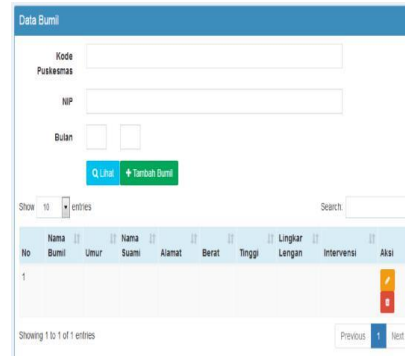 Data Bumil
Kode
Puskesmas
NIP
Bulan
Lihat
+ Tambah Bumil
Show 10 entries
Search:
No
Nama
Bumil
Umur
Nama
Suami
Alamat
Berat
Tinggi
Lingkar
Lengan
Intervensi
Aksi
1
Showing 1 to 1 of 1 entries
Previous 1 Next